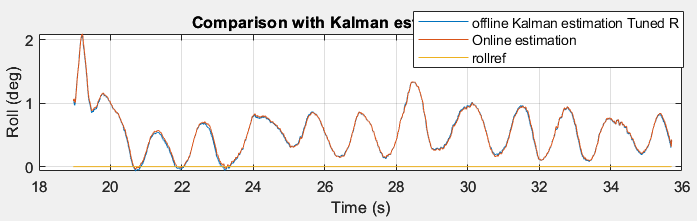 Comparison with Kalman est
offline Kalman estimation Tuned R
Online estimation
rollref
Roll (deg)
2
1
0
18 20 22 24 26 28 30 32 34 36
Time (s)